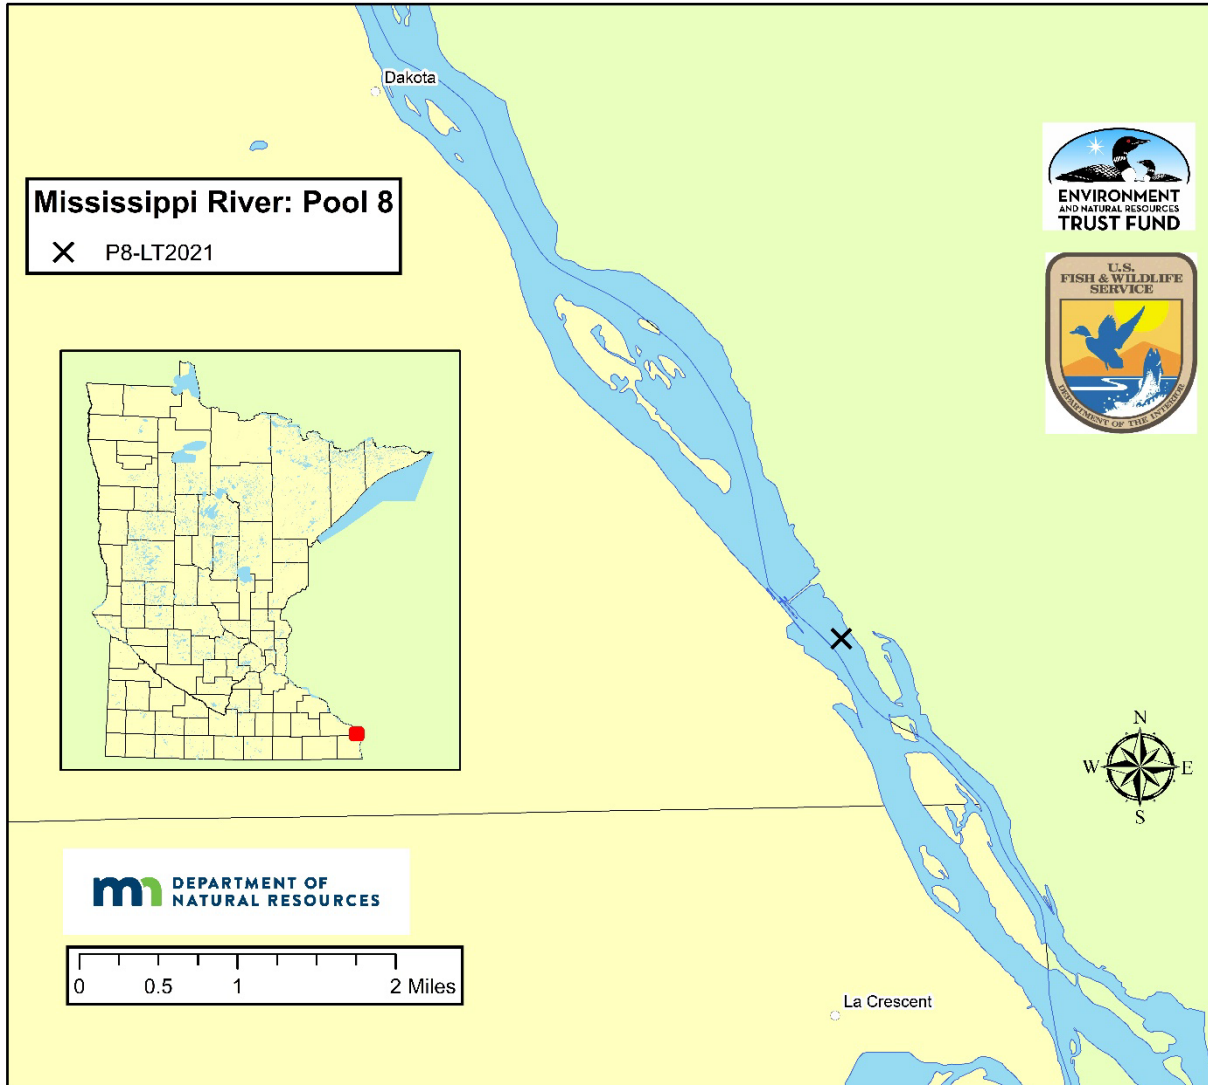 Dakota
Mississippi River: Pool 8
P8-LT2021
ENVIRONMENT
AND NATURAL RESOURCES
TRUST FUND
U.S.
FISH & WILDLIFE
SERVICE
DEPARTMENT OF THE INTERIOR
N
W E
S
mn DEPARTMENT OF
NATURAL RESOURCES
0 0.5 1 2 Miles
La Crescent